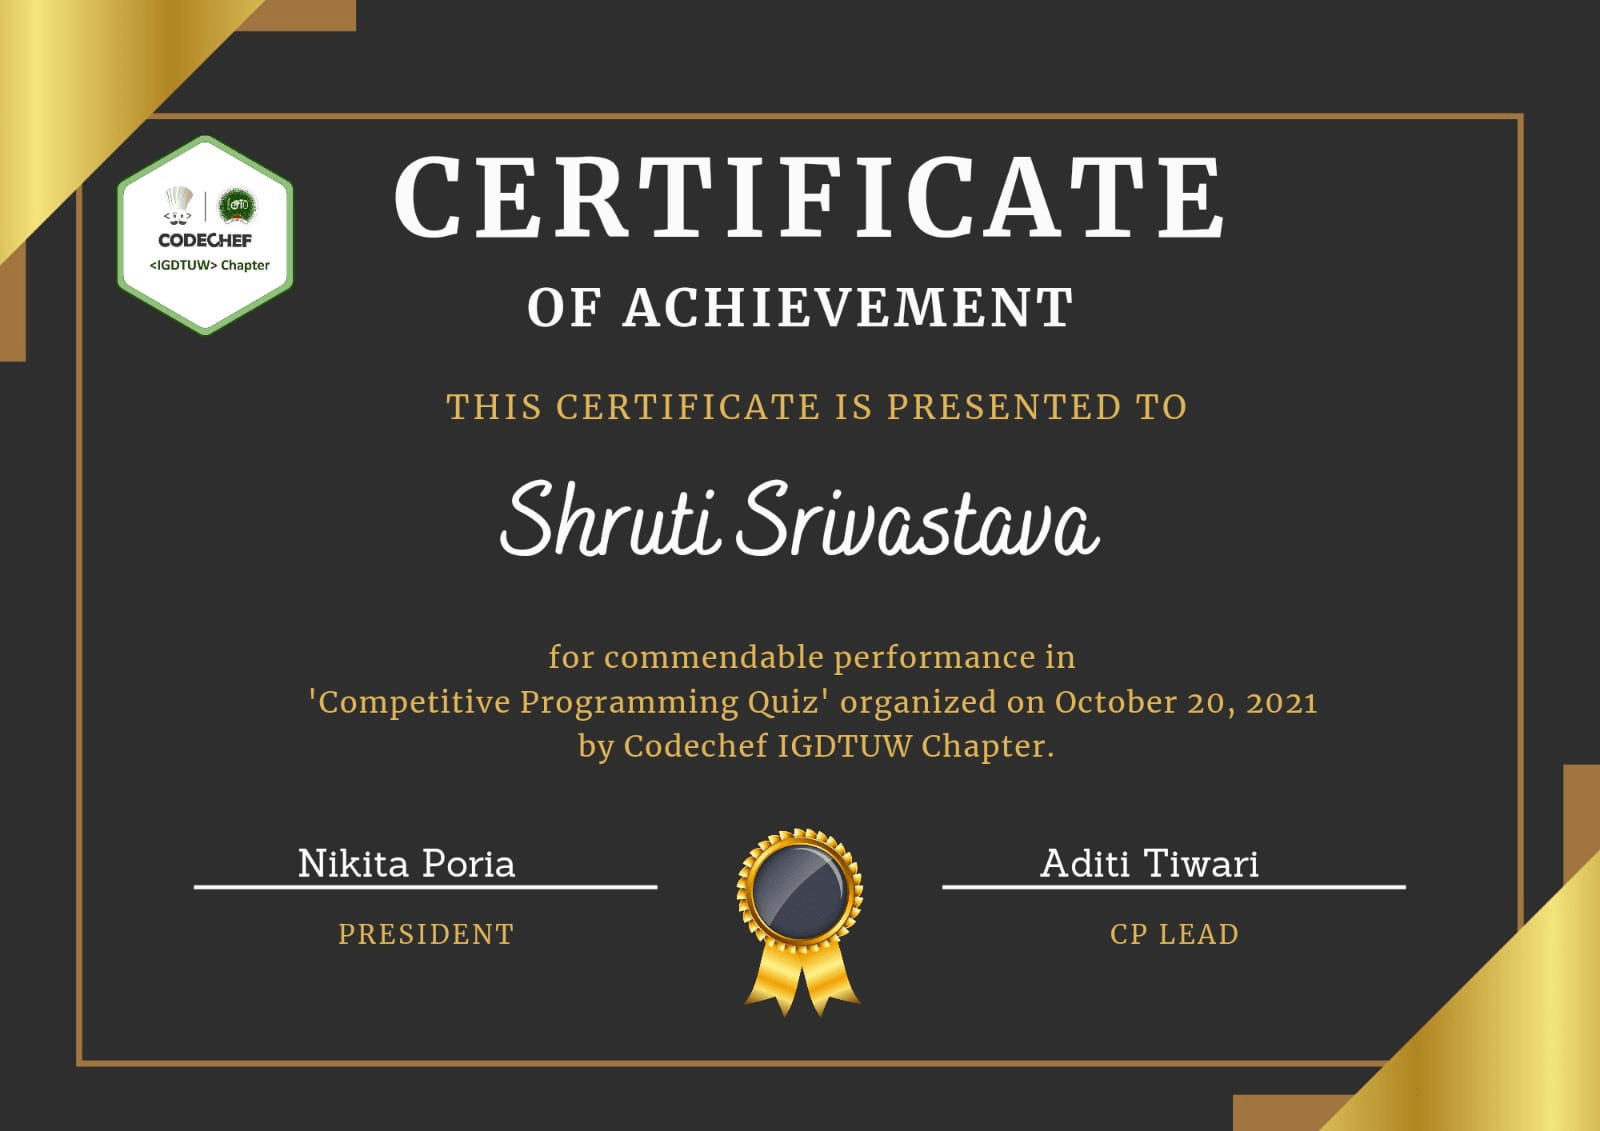 CODECHEF
<IGDTUW> Chapter
CERTIFICATE
OF ACHIEVEMENT
THIS CERTIFICATE IS PRESENTED TO
Shruti Srivastava
for commendable performance in
'Competitive Programming Quiz' organized on October 20, 2021
by Codechef IGDTUW Chapter.
Nikita Poria
PRESIDENT
Aditi Tiwari
CP LEAD